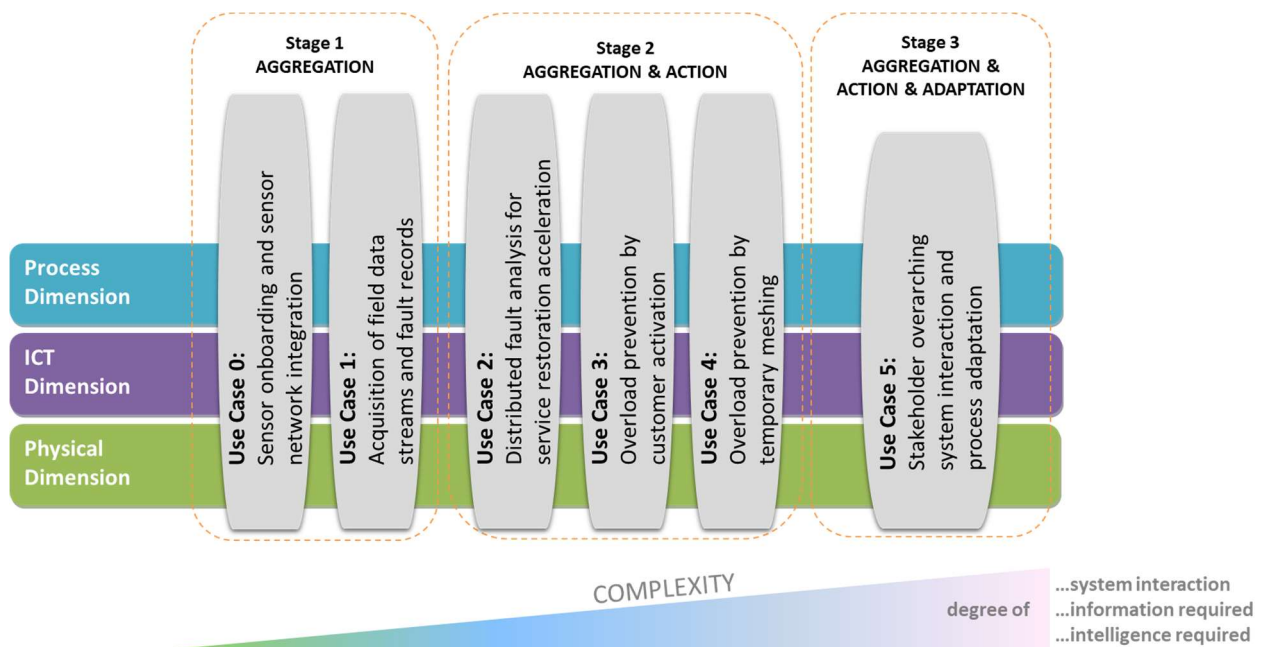 Stage 1
AGGREGATION
Stage 2
AGGREGATION & ACTION
Stage 3
AGGREGATION &
ACTION & ADAPTATION
Process
Dimension
ICT
Dimension
Physical
Dimension
Use Case 0:
Sensor onboarding and sensor
network integration
Use Case 1:
Acquisition of field data
streams and fault records
Use Case 2:
Distributed fault analysis for
service restoration acceleration
Use Case 3:
Overload prevention by
customer activation
Use Case 4:
Overload prevention by
temporary meshing
Use Case 5:
Stakeholder overarching
system interaction and
process adaptation
COMPLEXITY
degree of
...system interaction
...information required
...intelligence required